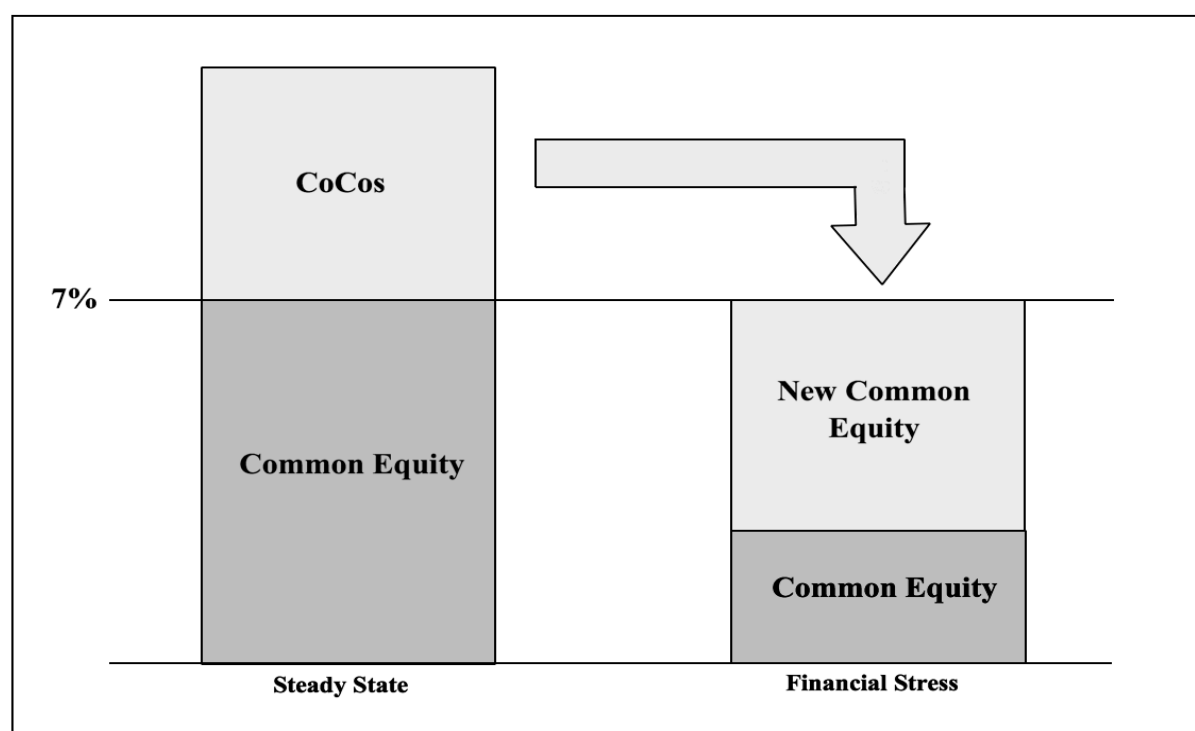 CoCos
7%
New Common
Equity
Common Equity
Common Equity
Steady State
Financial Stress